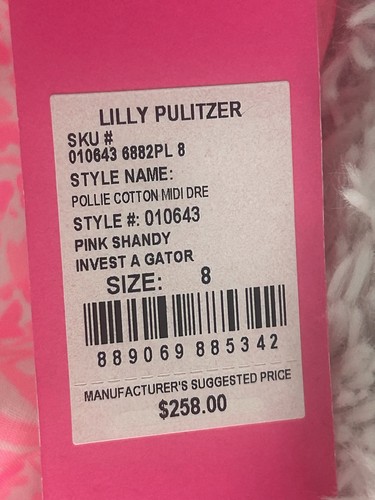 LILLY PULITZER
SKU #
010643 6882PL 8
STYLE NAME:
POLLIE COTTON MIDI DRE
STYLE #: 010643
PINK SHANDY
INVEST A GATOR
SIZE: 8
889069 885342
MANUFACTURER'S SUGGESTED PRICE
$258.00